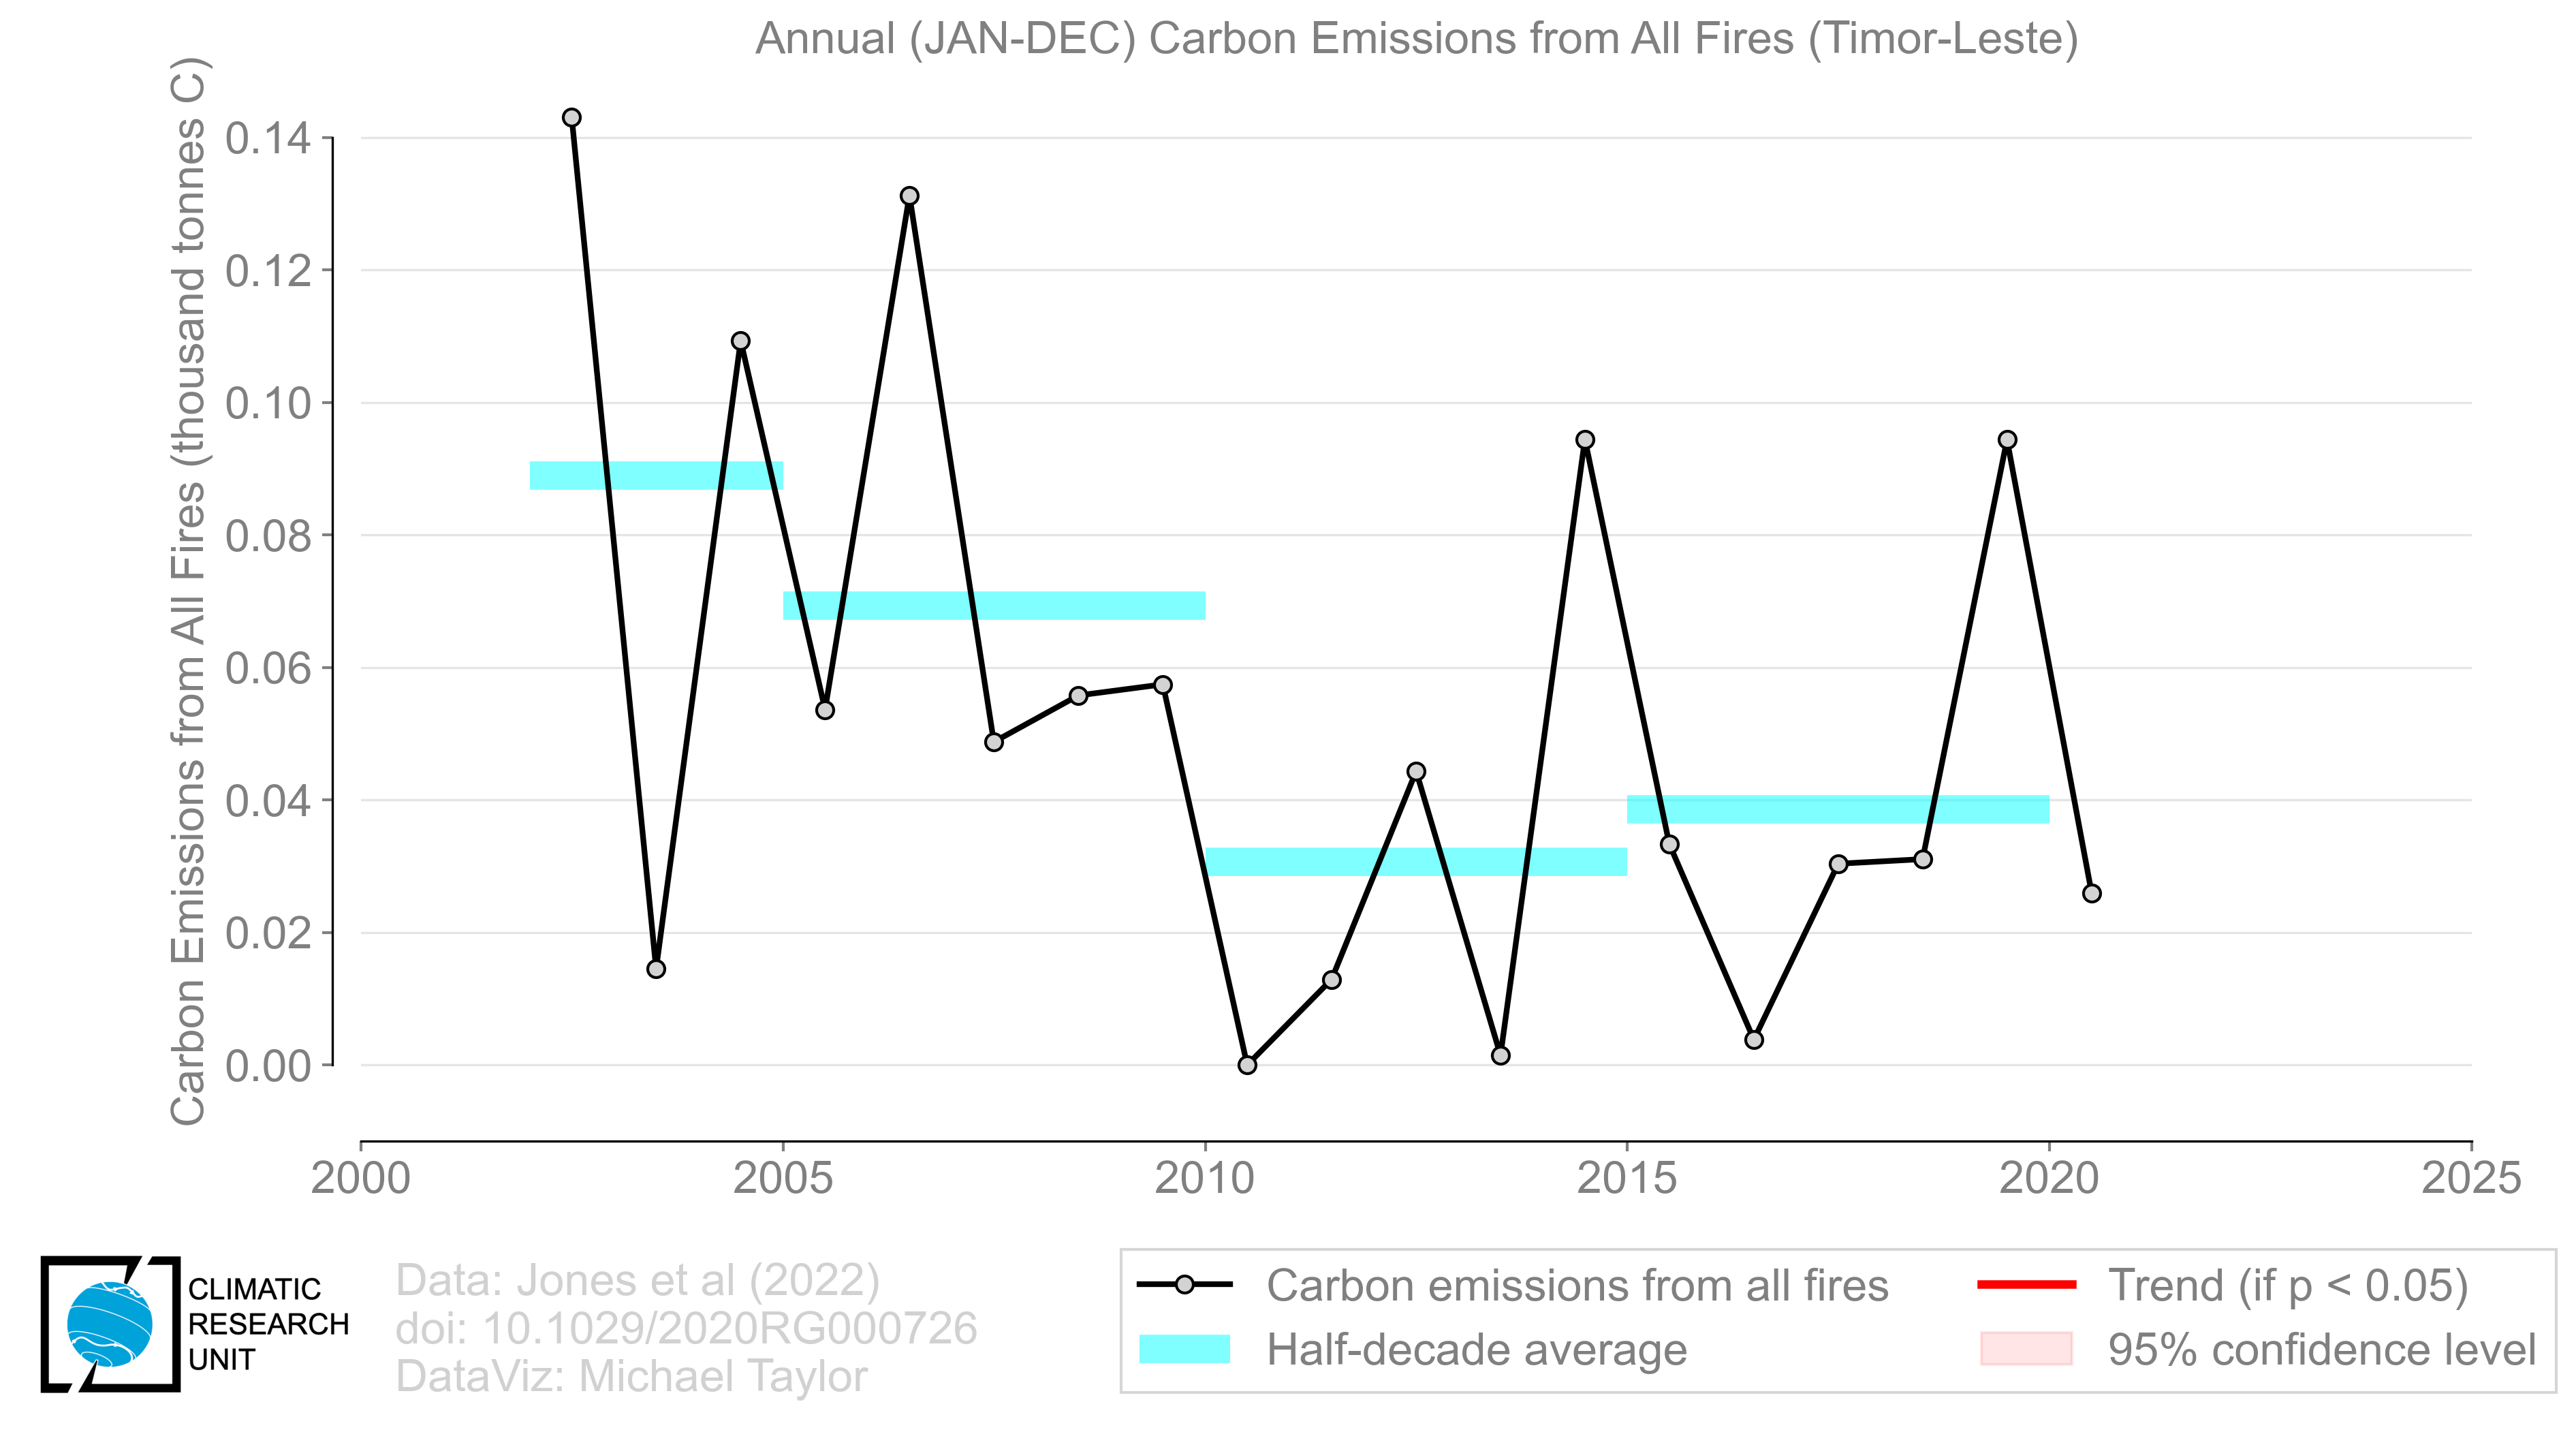 Annual (JAN-DEC) Carbon Emissions from All Fires (Timor-Leste)
Carbon Emissions from All Fires (thousand tonnes C)
0.14
0.12
0.10
0.08
0.06
0.04
0.02
0.00
2000 2005 2010 2015 2020 2025
CLIMATIC
RESEARCH
UNIT
Data: Jones et al (2022)
doi: 10.1029/2020RG000726
DataViz: Michael Taylor
Carbon emissions from all fires
Half-decade average
Trend (if p < 0.05)
95% confidence level